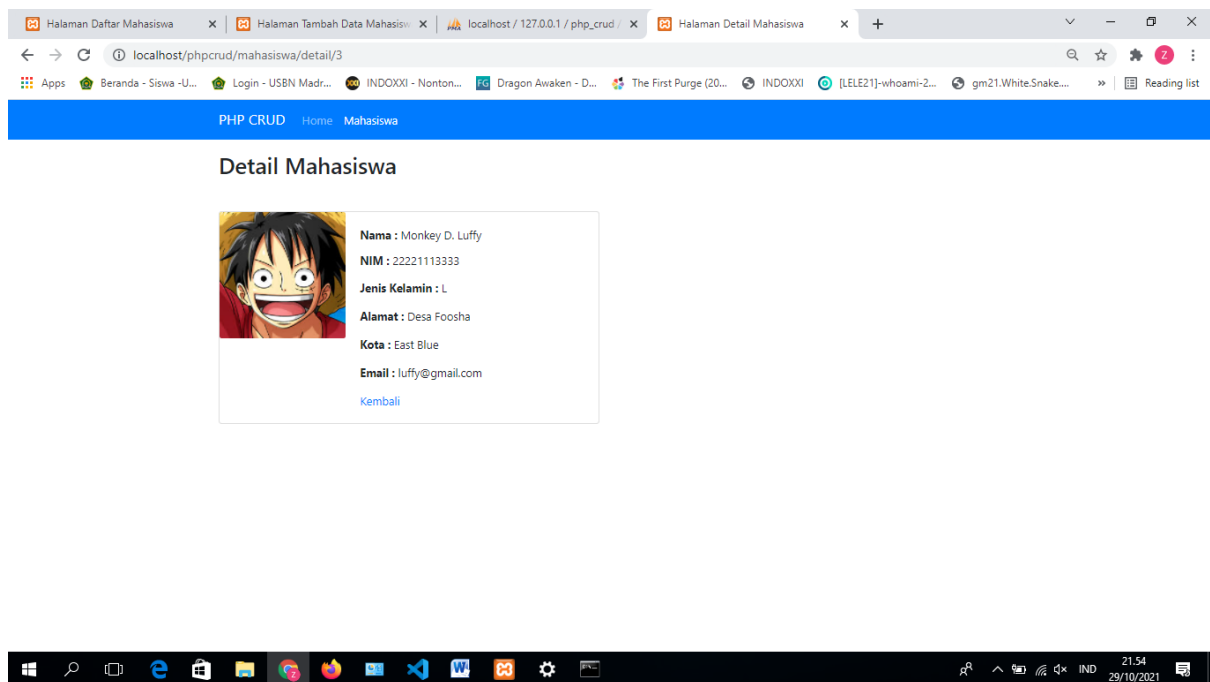 Halaman Daftar Mahasiswa
Halaman Tambah Data Mahasisw
localhost / 127.0.0.1 / php_crud /
Halaman Detail Mahasiswa
localhost/phpcrud/mahasiswa/detail/3
Z
Apps
Beranda - Siswa -U...
Login - USBN Madr...
INDOXXI - Nonton...
FG
Dragon Awaken - D...
The First Purge (20...
INDOXXI
[LELE21]-whoami-2...
gm21.White.Snake....
»
Reading list
PHP CRUD Home Mahasiswa
Detail Mahasiswa
Nama : Monkey D. Luffy
NIM : 22221113333
Jenis Kelamin : L
Alamat : Desa Foosha
Kota : East Blue
Email : luffy@gmail.com
Kembali
IND
21.54
29/10/2021